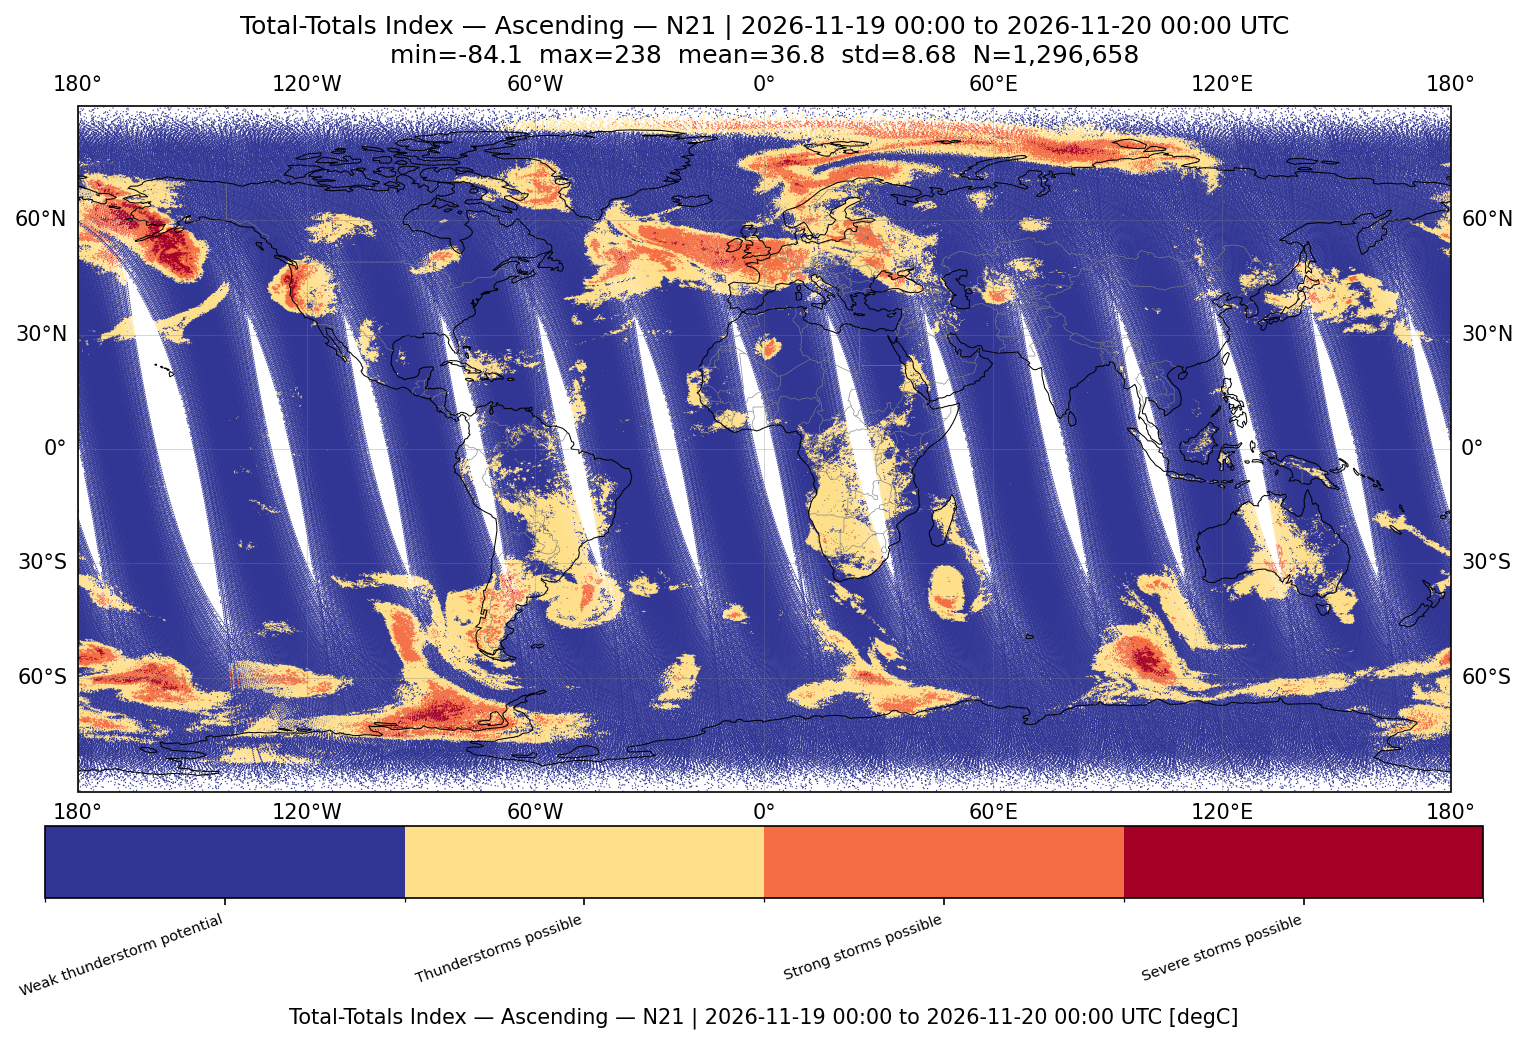 Total-Totals Index — Ascending — N21 | 2026-11-19 00:00 to 2026-11-20 00:00 UTC
min=-84.1  max=238  mean=36.8  std=8.68  N=1,296,658
180° 120°W 60°W 0° 60°E 120°E 180°
60°N 60°N
30°N 30°N
0° 0°
30°S 30°S
60°S 60°S
180° 120°W 60°W 0° 60°E 120°E 180°
Weak thunderstorm potential
Thunderstorms possible
Strong storms possible
Severe storms possible
Total-Totals Index — Ascending — N21 | 2026-11-19 00:00 to 2026-11-20 00:00 UTC [degC]